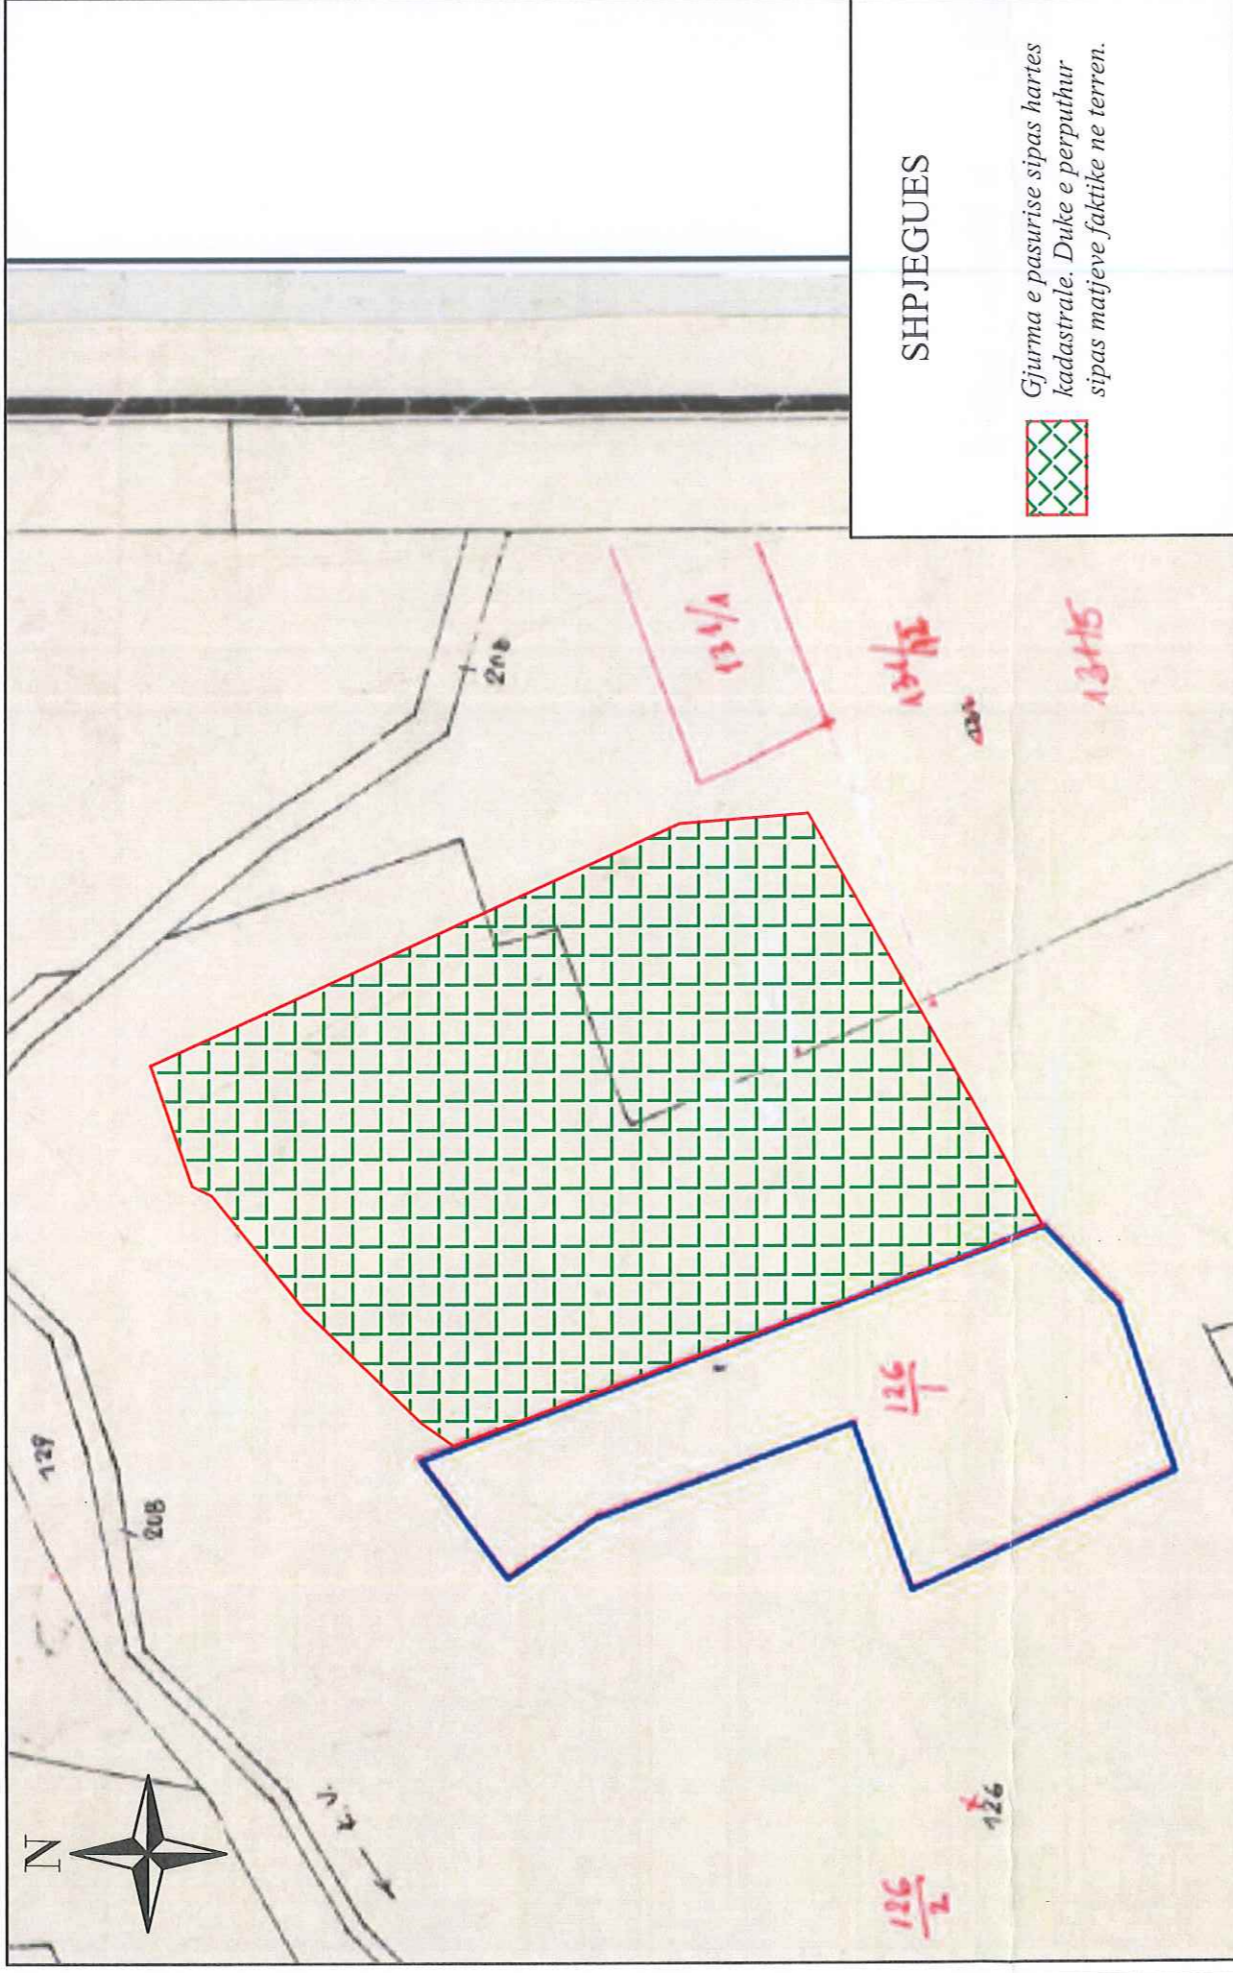 N
129
208
208
z.v.
131/1
126
1
126
2
126
SHPJEGUES
Gjurma e pasurise sipas hartes
kadastrale. Duke e perputhur
sipas matjeve faktike ne terren.